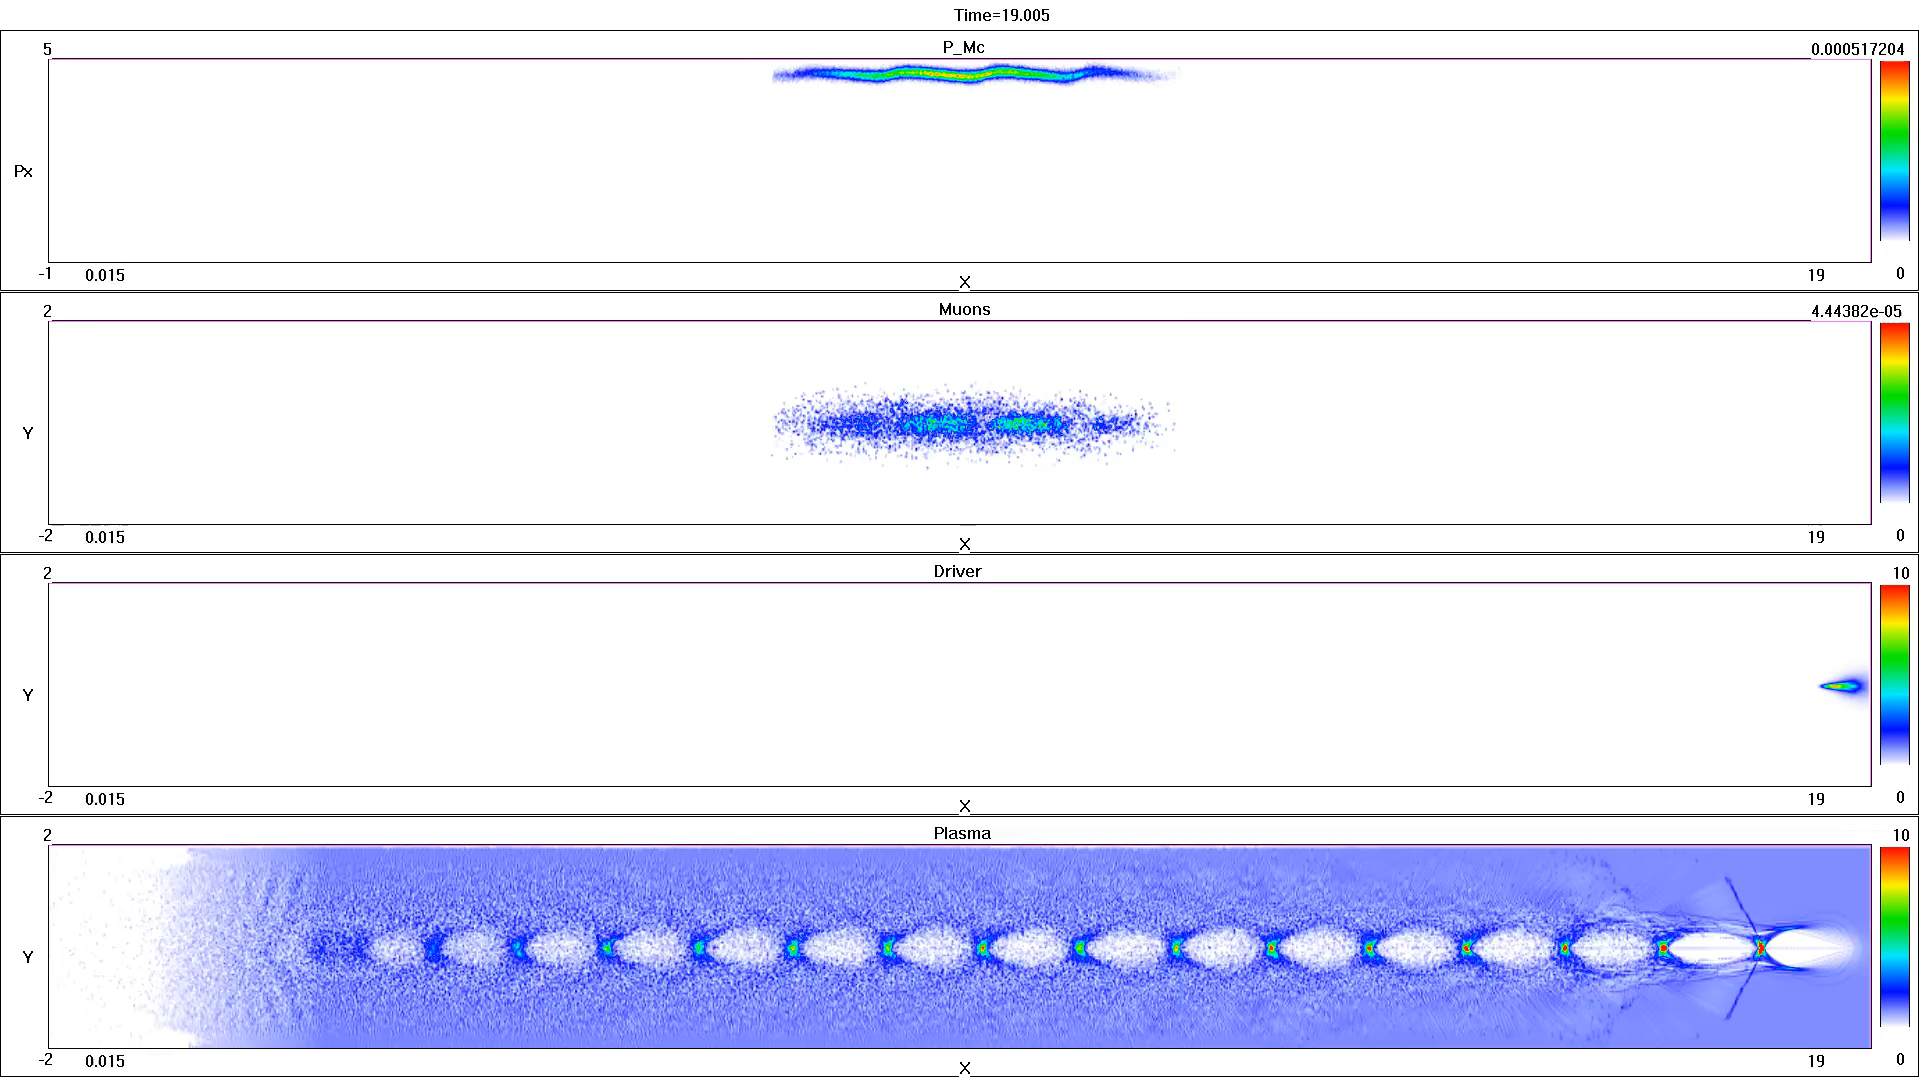 Time=19.005
5 P_Mc 0.000517204
Px
-1 0.015 X 19 0
2 Muons 4.44382e-05
Y
-2 0.015 X 19 0
2 Driver 10
Y
-2 0.015 X 19 0
2 Plasma 10
Y
-2 0.015 X 19 0